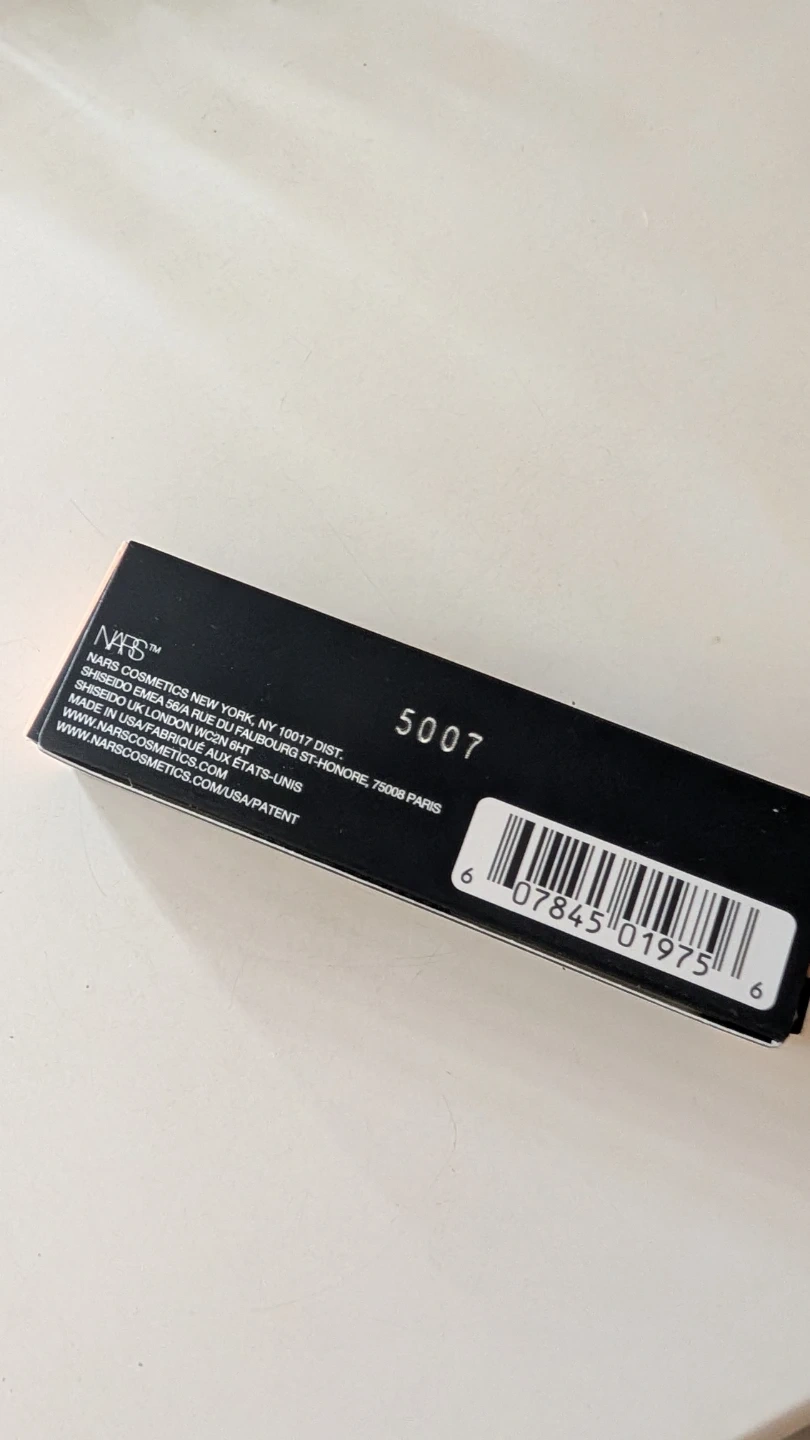 NARS™
NARS COSMETICS NEW YORK, NY 10017 DIST.
SHISEIDO EMEA 56/A RUE DU FAUBOURG ST-HONORE, 75008 PARIS
SHISEIDO UK LONDON WC2N 6HT
MADE IN USA/FABRIQUÉ AUX ÉTATS-UNIS
WWW.NARSCOSMETICS.COM
WWW.NARSCOSMETICS.COM/USA/PATENT
5007
6 07845 01975 6